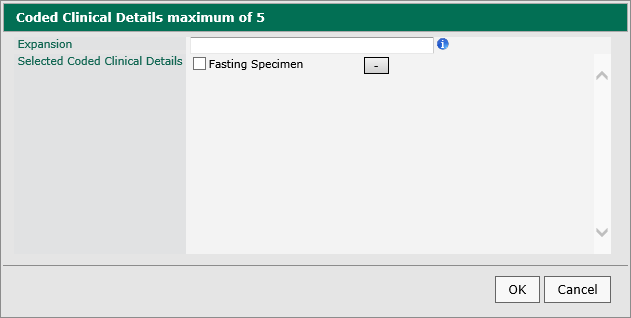 Coded Clinical Details maximum of 5
Expansion
Selected Coded Clinical Details
Fasting Specimen
-
OK
Cancel